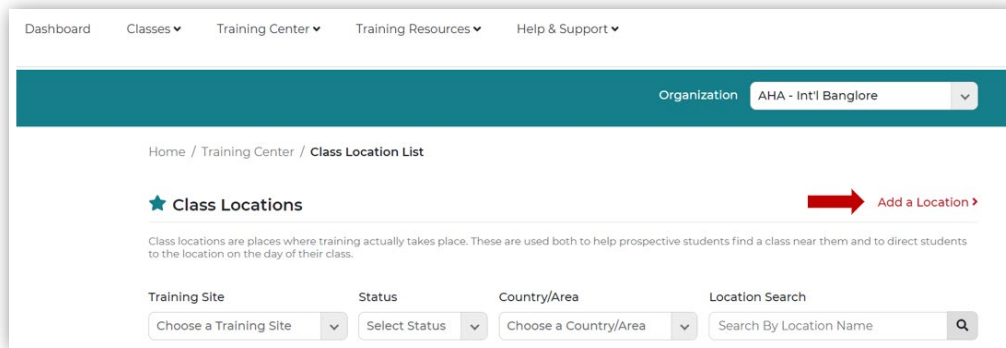 Dashboard Classes Training Center Training Resources Help & Support
Organization AHA - Int'l Banglore
Home / Training Center / Class Location List
Class Locations
Add a Location
Class locations are places where training actually takes place. These are used both to help prospective students find a class near them and to direct students
to the location on the day of their class.
Training Site Status Country/Area Location Search
Choose a Training Site Select Status Choose a Country/Area Search By Location Name